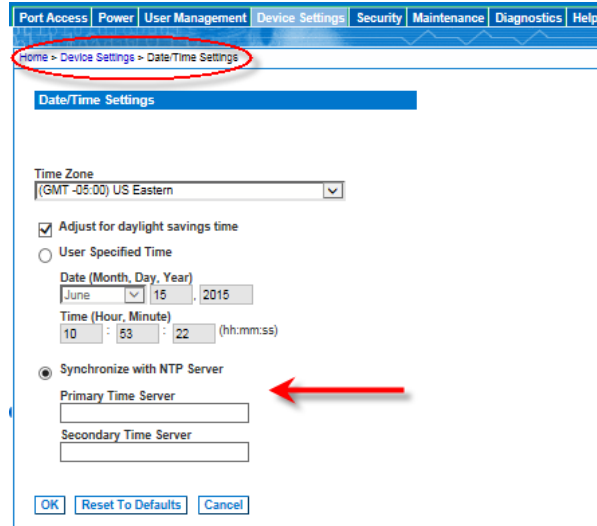 Port Access Power User Management Device Settings Security Maintenance Diagnostics Help
Home > Device Settings > Date/Time Settings
Date/Time Settings
Time Zone
(GMT -05:00) US Eastern
Adjust for daylight savings time
User Specified Time
Date (Month, Day, Year)
June 15 , 2015
Time (Hour, Minute)
10 : 53 : 22 (hh:mm:ss)
Synchronize with NTP Server
Primary Time Server
Secondary Time Server
OK Reset To Defaults Cancel